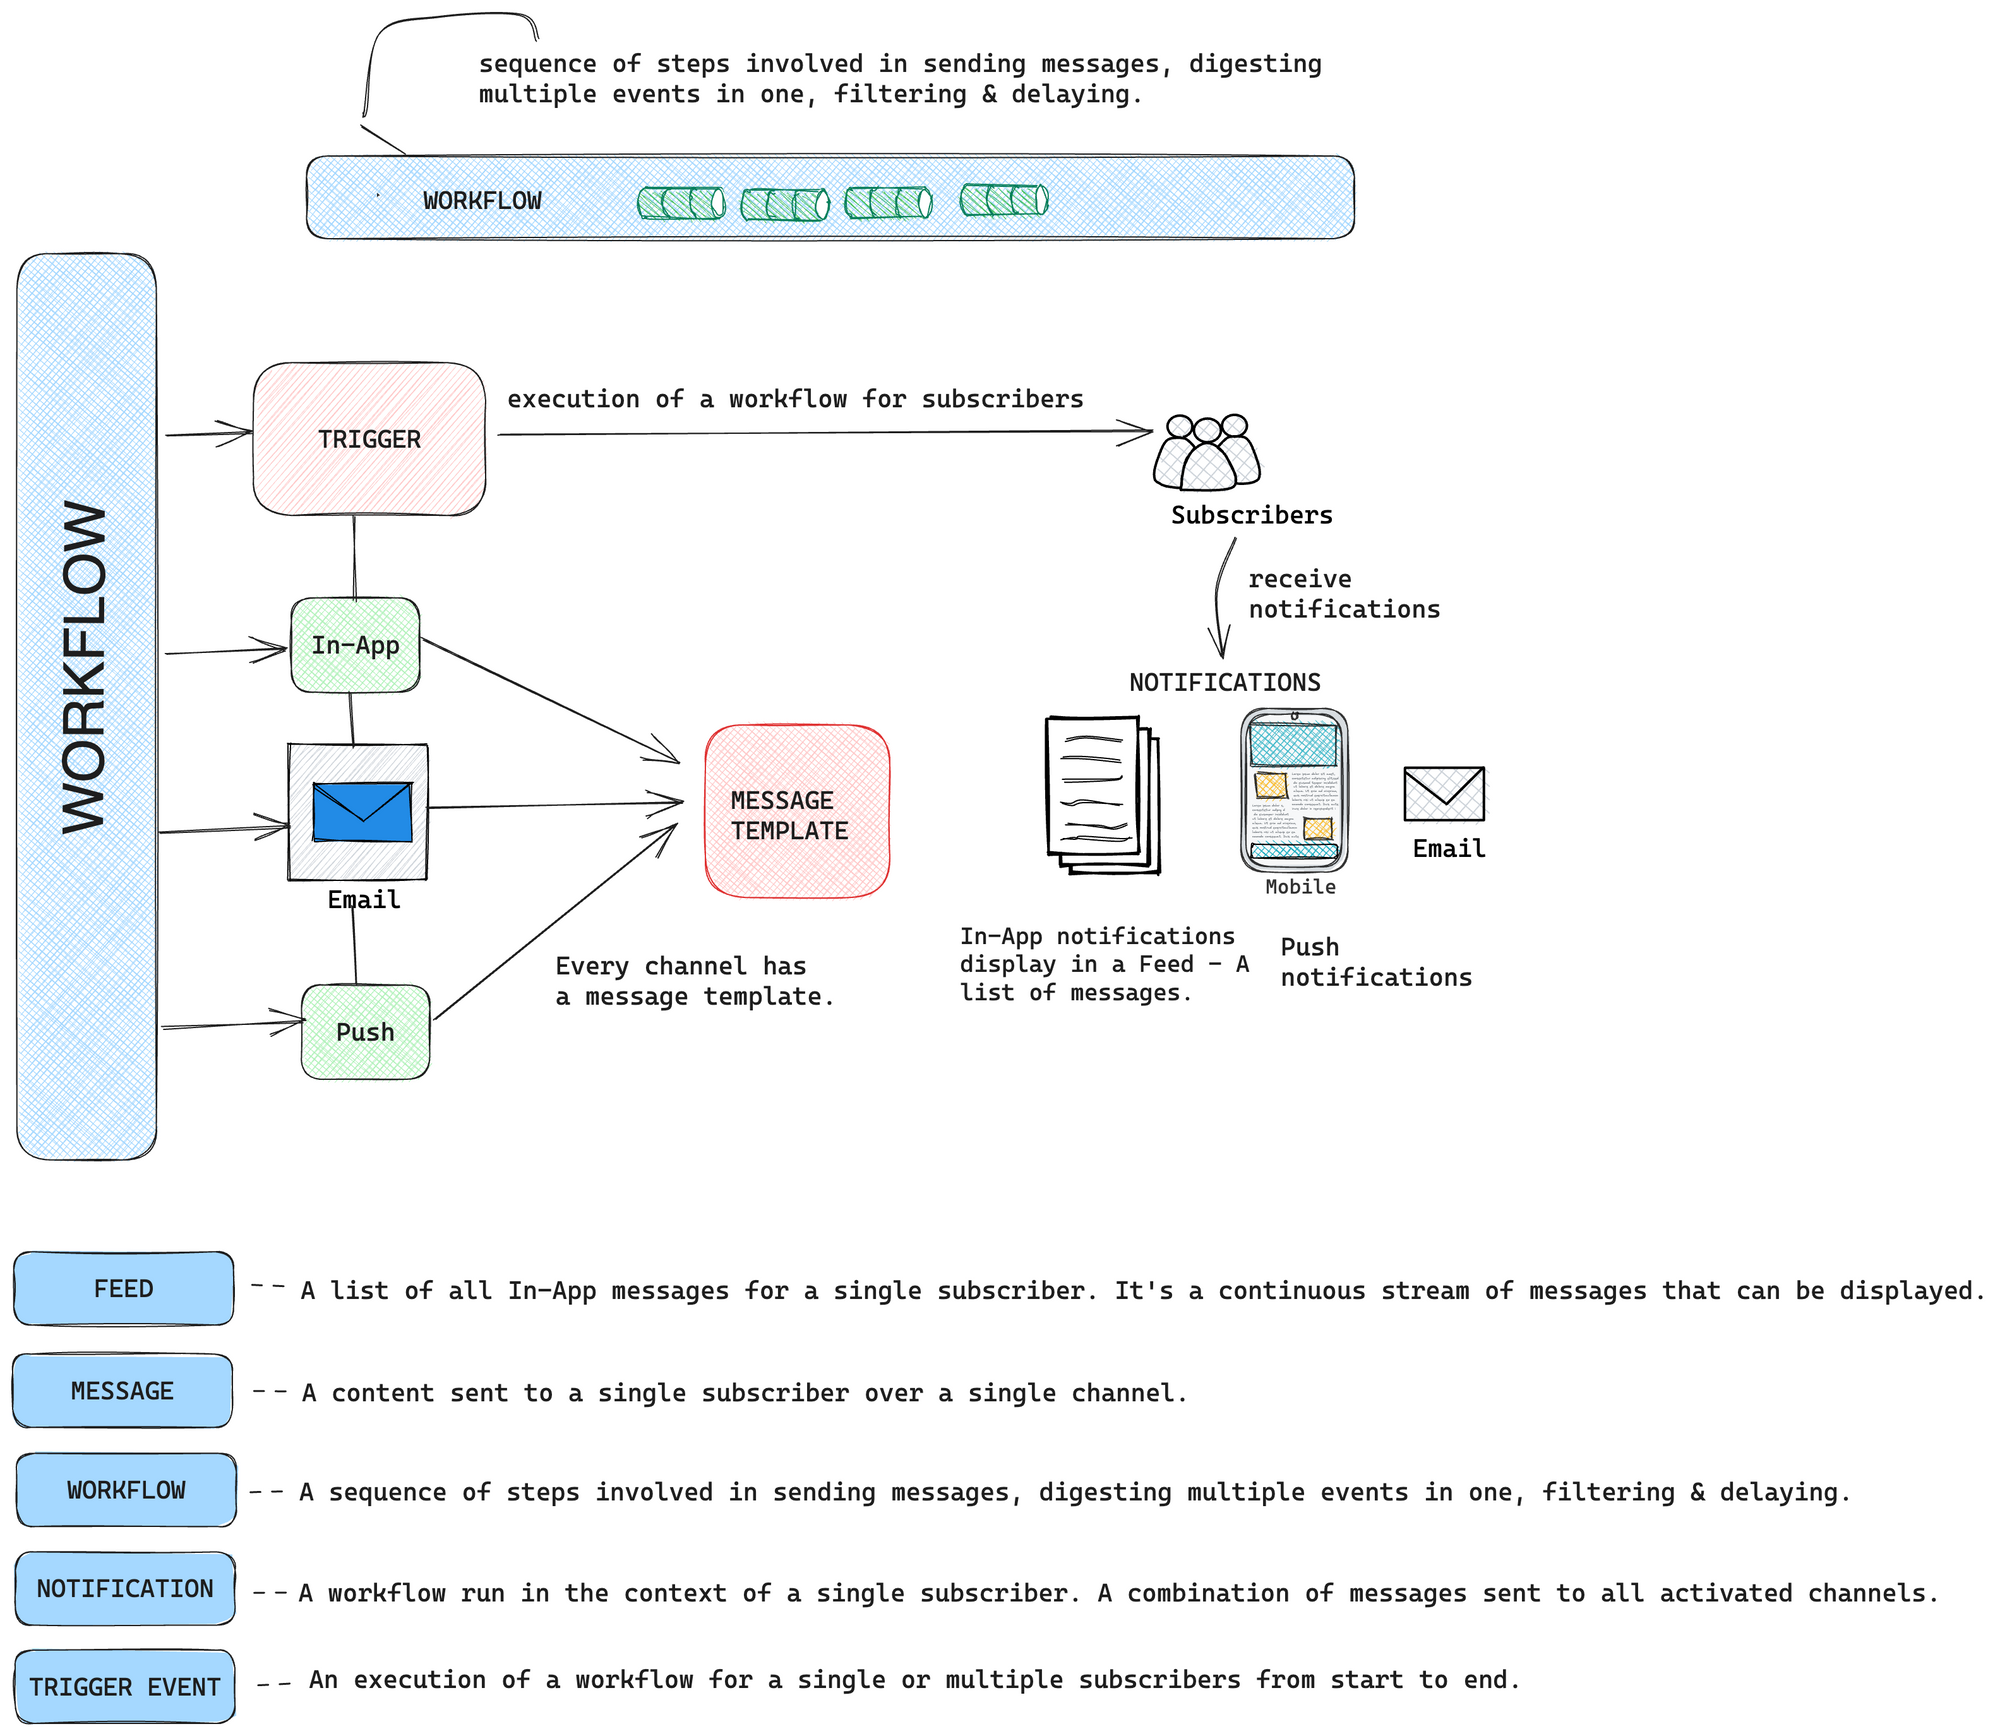 sequence of steps involved in sending messages, digesting
multiple events in one, filtering & delaying.
WORKFLOW
WORKFLOW
TRIGGER
execution of a workflow for subscribers
Subscribers
receive
notifications
In-App
NOTIFICATIONS
MESSAGE
TEMPLATE
Email
Mobile
Email
Every channel has
a message template.
In-App notifications
display in a Feed - A
list of messages.
Push
notifications
Push
FEED -- A list of all In-App messages for a single subscriber. It's a continuous stream of messages that can be displayed.
MESSAGE -- A content sent to a single subscriber over a single channel.
WORKFLOW -- A sequence of steps involved in sending messages, digesting multiple events in one, filtering & delaying.
NOTIFICATION -- A workflow run in the context of a single subscriber. A combination of messages sent to all activated channels.
TRIGGER EVENT -- An execution of a workflow for a single or multiple subscribers from start to end.